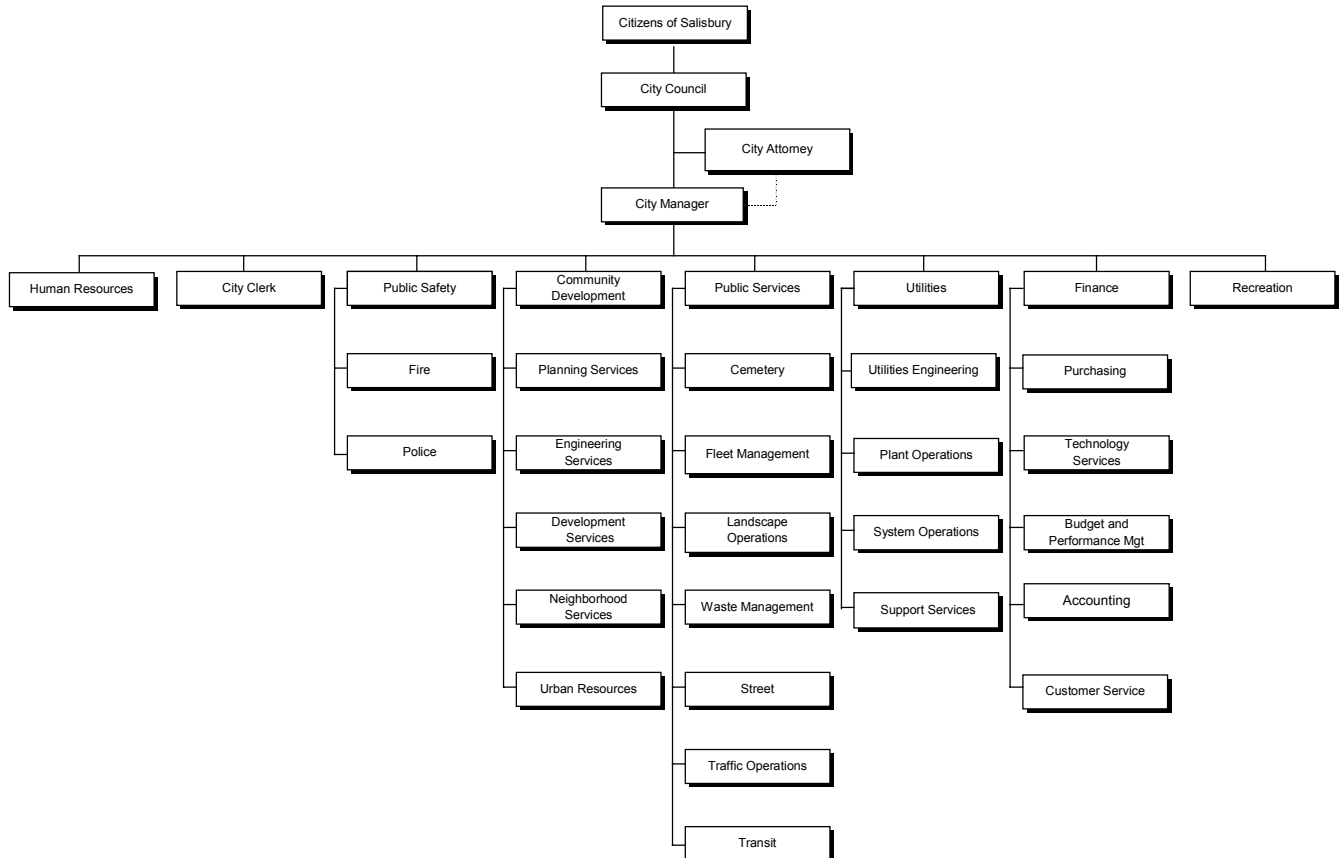 Citizens of Salisbury
City Council
City Attorney
City Manager
Human Resources
City Clerk
Public Safety
Community
Development
Public Services
Utilities
Finance
Recreation
Fire
Planning Services
Cemetery
Utilities Engineering
Purchasing
Police
Engineering
Services
Fleet Management
Plant Operations
Technology
Services
Development
Services
Landscape
Operations
System Operations
Budget and
Performance Mgt
Neighborhood
Services
Waste Management
Support Services
Accounting
Urban Resources
Street
Customer Service
Traffic Operations
Transit